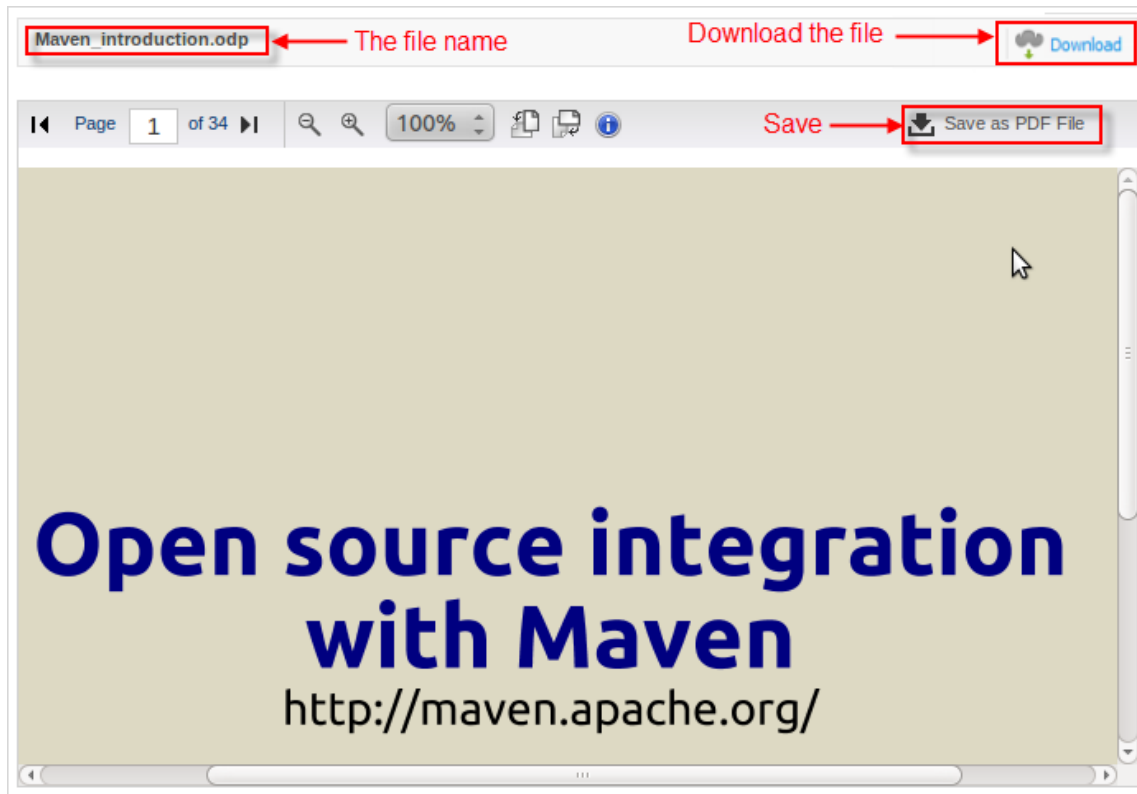 Maven_introduction.odp The file name Download the file Download
Page 1 of 34 100% Save Save as PDF File
Open source integration
with Maven
http://maven.apache.org/